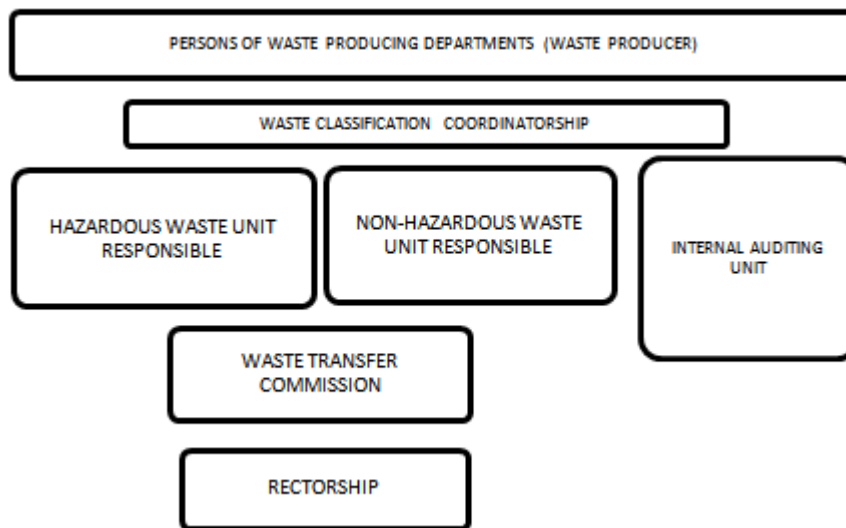 PERSONS OF WASTE PRODUCING DEPARTMENTS (WASTE PRODUCER)
WASTE CLASSIFICATION COORDINATORSHIP
HAZARDOUS WASTE UNIT
RESPONSIBLE
NON-HAZARDOUS WASTE
UNIT RESPONSIBLE
INTERNAL AUDITING
UNIT
WASTE TRANSFER
COMMISSION
RECTORSHIP